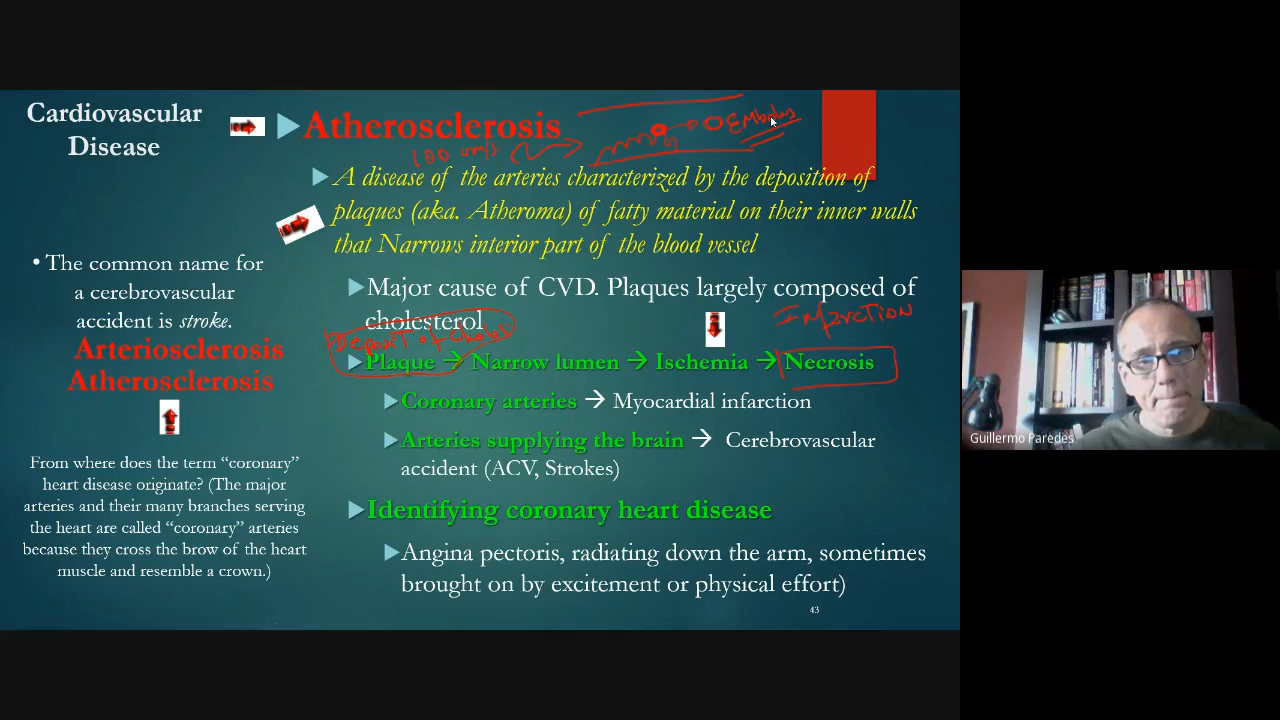 Cardiovascular
Disease
Atherosclerosis
Embolus
A disease of the arteries characterized by the deposition of
plaques (aka. Atheroma) of fatty material on their inner walls
that Narrows interior part of the blood vessel
• The common name for
a cerebrovascular
accident is stroke.
Arteriosclerosis
Atherosclerosis
From where does the term “coronary”
heart disease originate? (The major
arteries and their many branches serving
the heart are called “coronary” arteries
because they cross the brow of the heart
muscle and resemble a crown.)
Major cause of CVD. Plaques largely composed of
cholesterol
Infarction
Deposit of
Plaque → Narrow lumen → Ischemia → Necrosis
Coronary arteries → Myocardial infarction
Arteries supplying the brain → Cerebrovascular
accident (ACV, Strokes)
Identifying coronary heart disease
Angina pectoris, radiating down the arm, sometimes
brought on by excitement or physical effort)
43
Guillermo Paredes